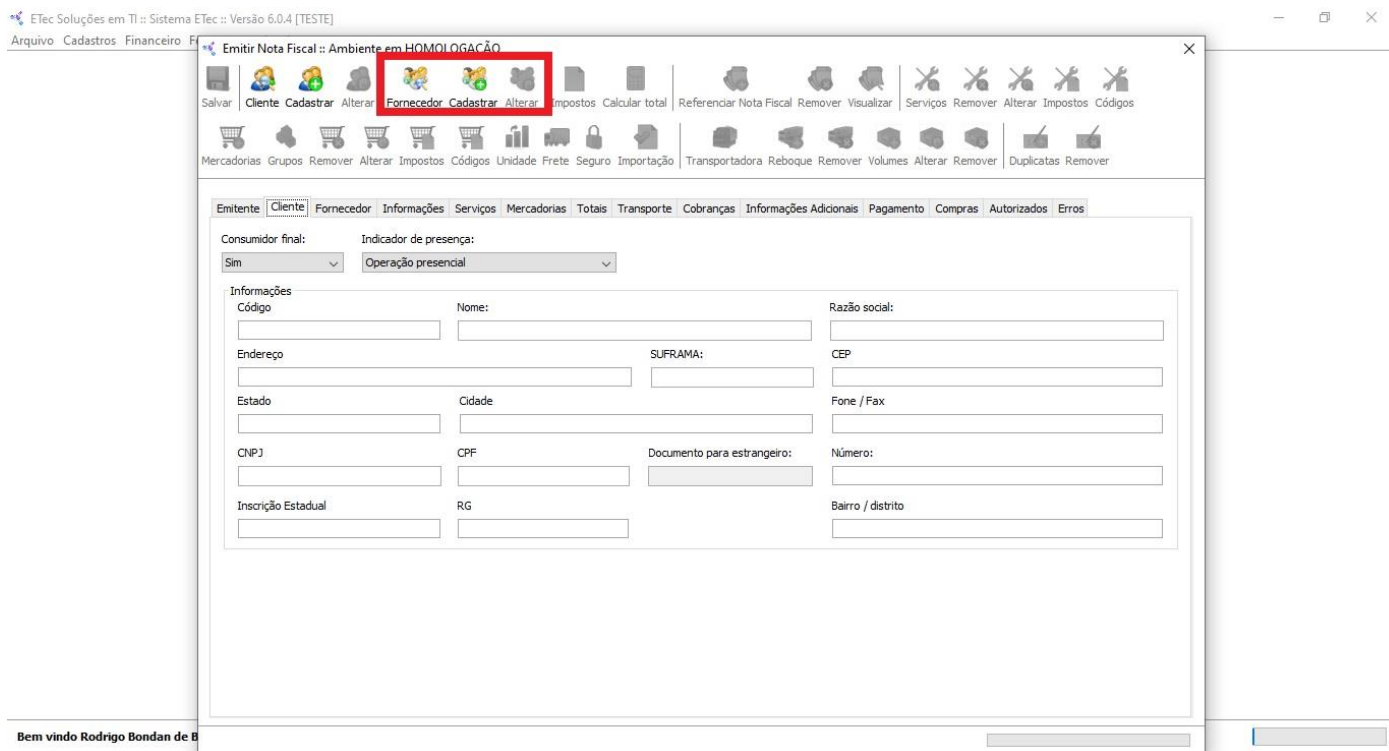 ETec Soluções em TI :: Sistema ETec :: Versão 6.0.4 [TESTE]
Arquivo Cadastros Financeiro
Emitir Nota Fiscal :: Ambiente em HOMOLOGAÇÃO
Salvar Cliente Cadastrar Alterar Fornecedor Cadastrar Alterar Impostos Calcular total Referenciar Nota Fiscal Remover Visualizar Serviços Remover Alterar Impostos Códigos
Mercadorias Grupos Remover Alterar Impostos Códigos Unidade Frete Seguro Importação Transportadora Reboque Remover Volumes Alterar Remover Duplicatas Remover
Emitente Cliente Fornecedor Informações Serviços Mercadorias Totais Transporte Cobranças Informações Adicionais Pagamento Compras Autorizados Erros
Consumidor final: Indicador de presença:
Sim Operação presencial
Informações
Código Nome: Razão social:
Endereço SUFRAMA: CEP
Estado Cidade Fone / Fax
CNPJ CPF Documento para estrangeiro: Número:
Inscrição Estadual RG Bairro / distrito
Bem vindo Rodrigo Bondan de